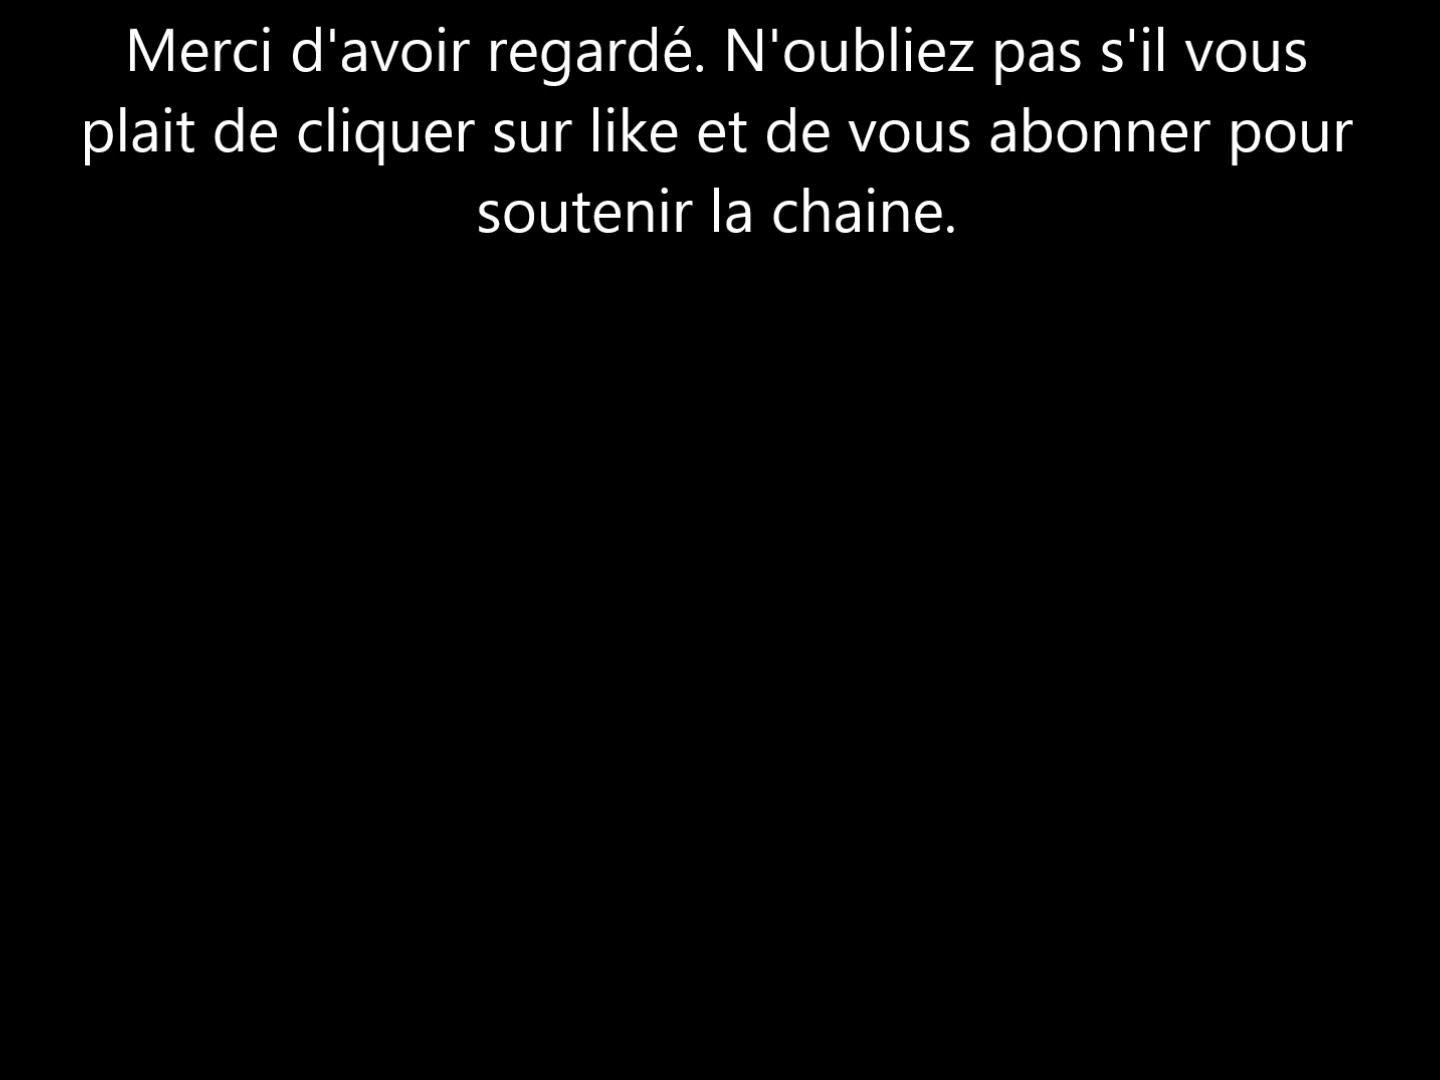 Merci d'avoir regardé. N'oubliez pas s'il vous
plait de cliquer sur like et de vous abonner pour
soutenir la chaine.